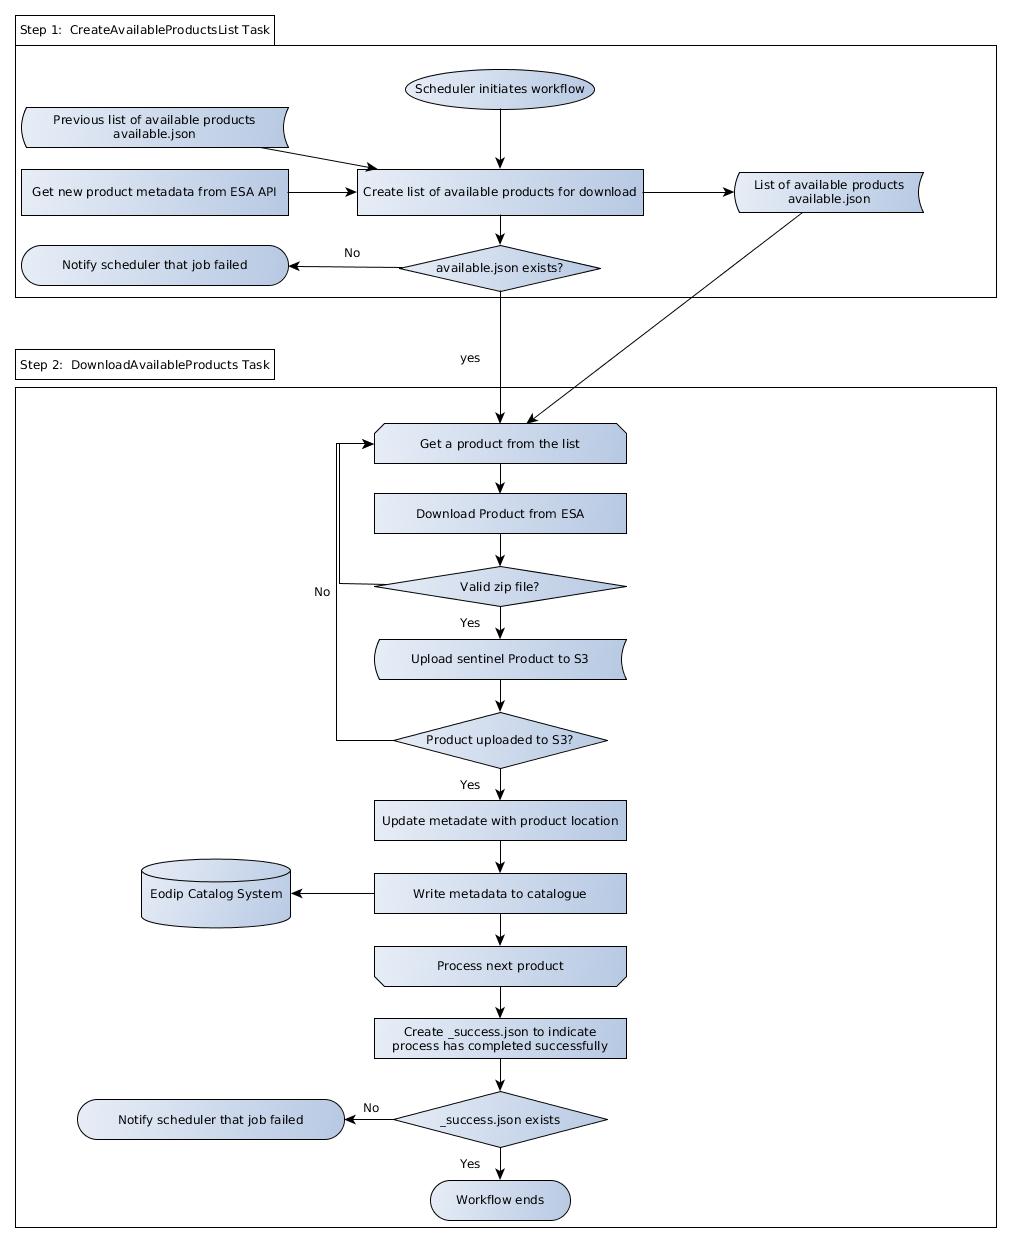 Step 1:  CreateAvailableProductsList Task
Scheduler initiates workflow
Previous list of available products
available.json
Get new product metadata from ESA API
Create list of available products for download
List of available products
available.json
No
Notify scheduler that job failed
available.json exists?
yes
Step 2:  DownloadAvailableProducts Task
Get a product from the list
Download Product from ESA
Valid zip file?
No
Yes
Upload sentinel Product to S3
Product uploaded to S3?
Yes
Update metadate with product location
Eodip Catalog System
Write metadata to catalogue
Process next product
Create _success.json to indicate
process has completed successfully
No
Notify scheduler that job failed
_success.json exists
Yes
Workflow ends